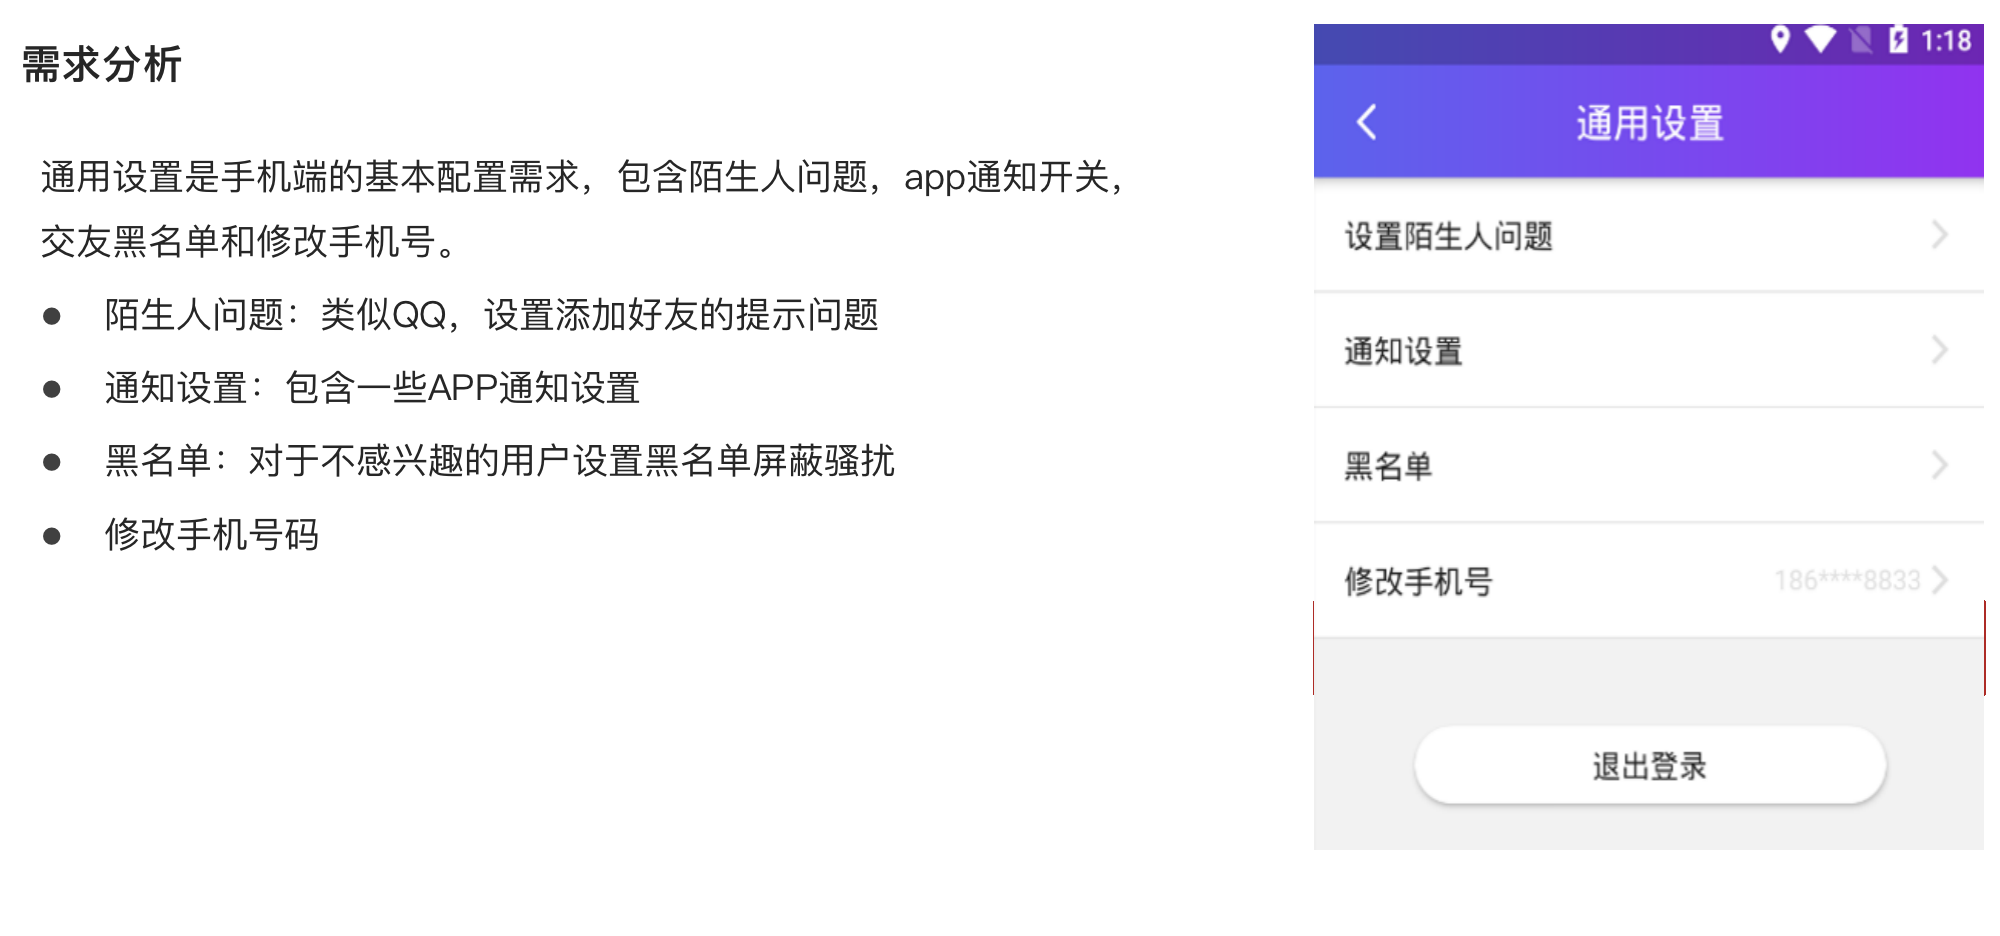 需求分析
通用设置是手机端的基本配置需求，包含陌生人问题，app通知开关，
交友黑名单和修改手机号。
● 陌生人问题：类似QQ，设置添加好友的提示问题
● 通知设置：包含一些APP通知设置
● 黑名单：对于不感兴趣的用户设置黑名单屏蔽骚扰
● 修改手机号码
1:18
通用设置
设置陌生人问题
通知设置
黑名单
修改手机号 186****8833
退出登录